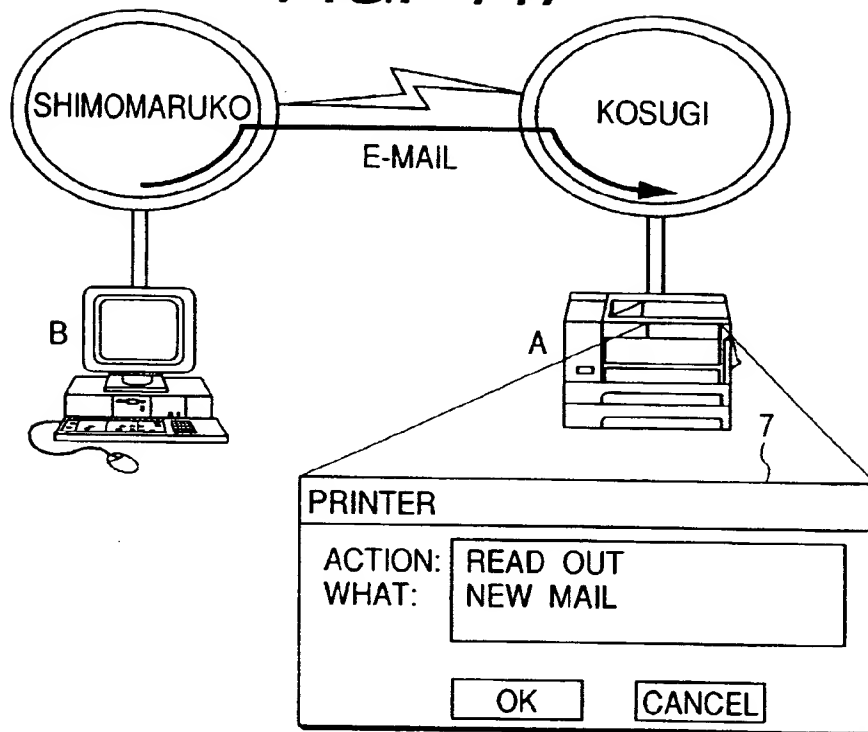 SHIMOMARUKO
KOSUGI
E-MAIL
B
A
7
PRINTER
ACTION: READ OUT
WHAT: NEW MAIL
OK
CANCEL